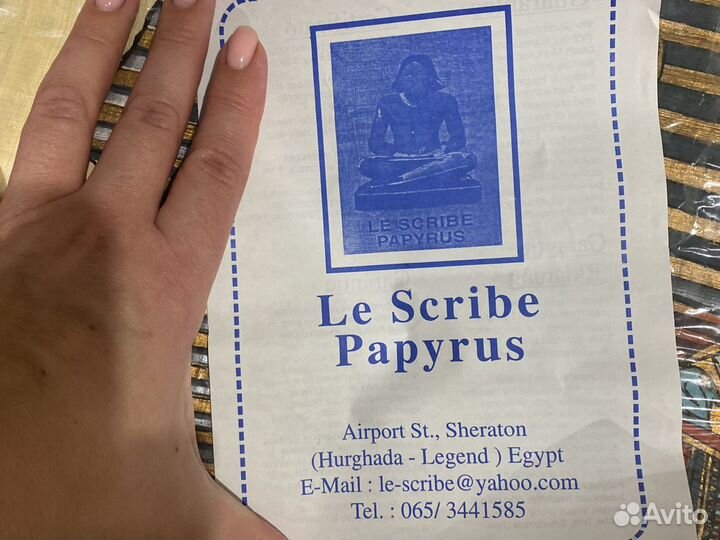 LE SCRIBE
PAPYRUS
Le Scribe
Papyrus
Airport St., Sheraton
(Hurghada - Legend ) Egypt
E-Mail : le-scribe@yahoo.com
Tel. : 065/ 3441585
Avito